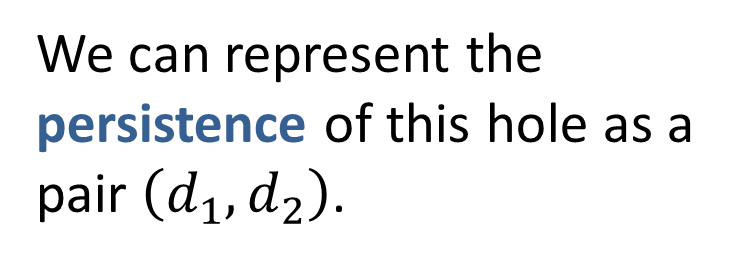 We can represent the
persistence of this hole as a
pair (d₁, d₂).